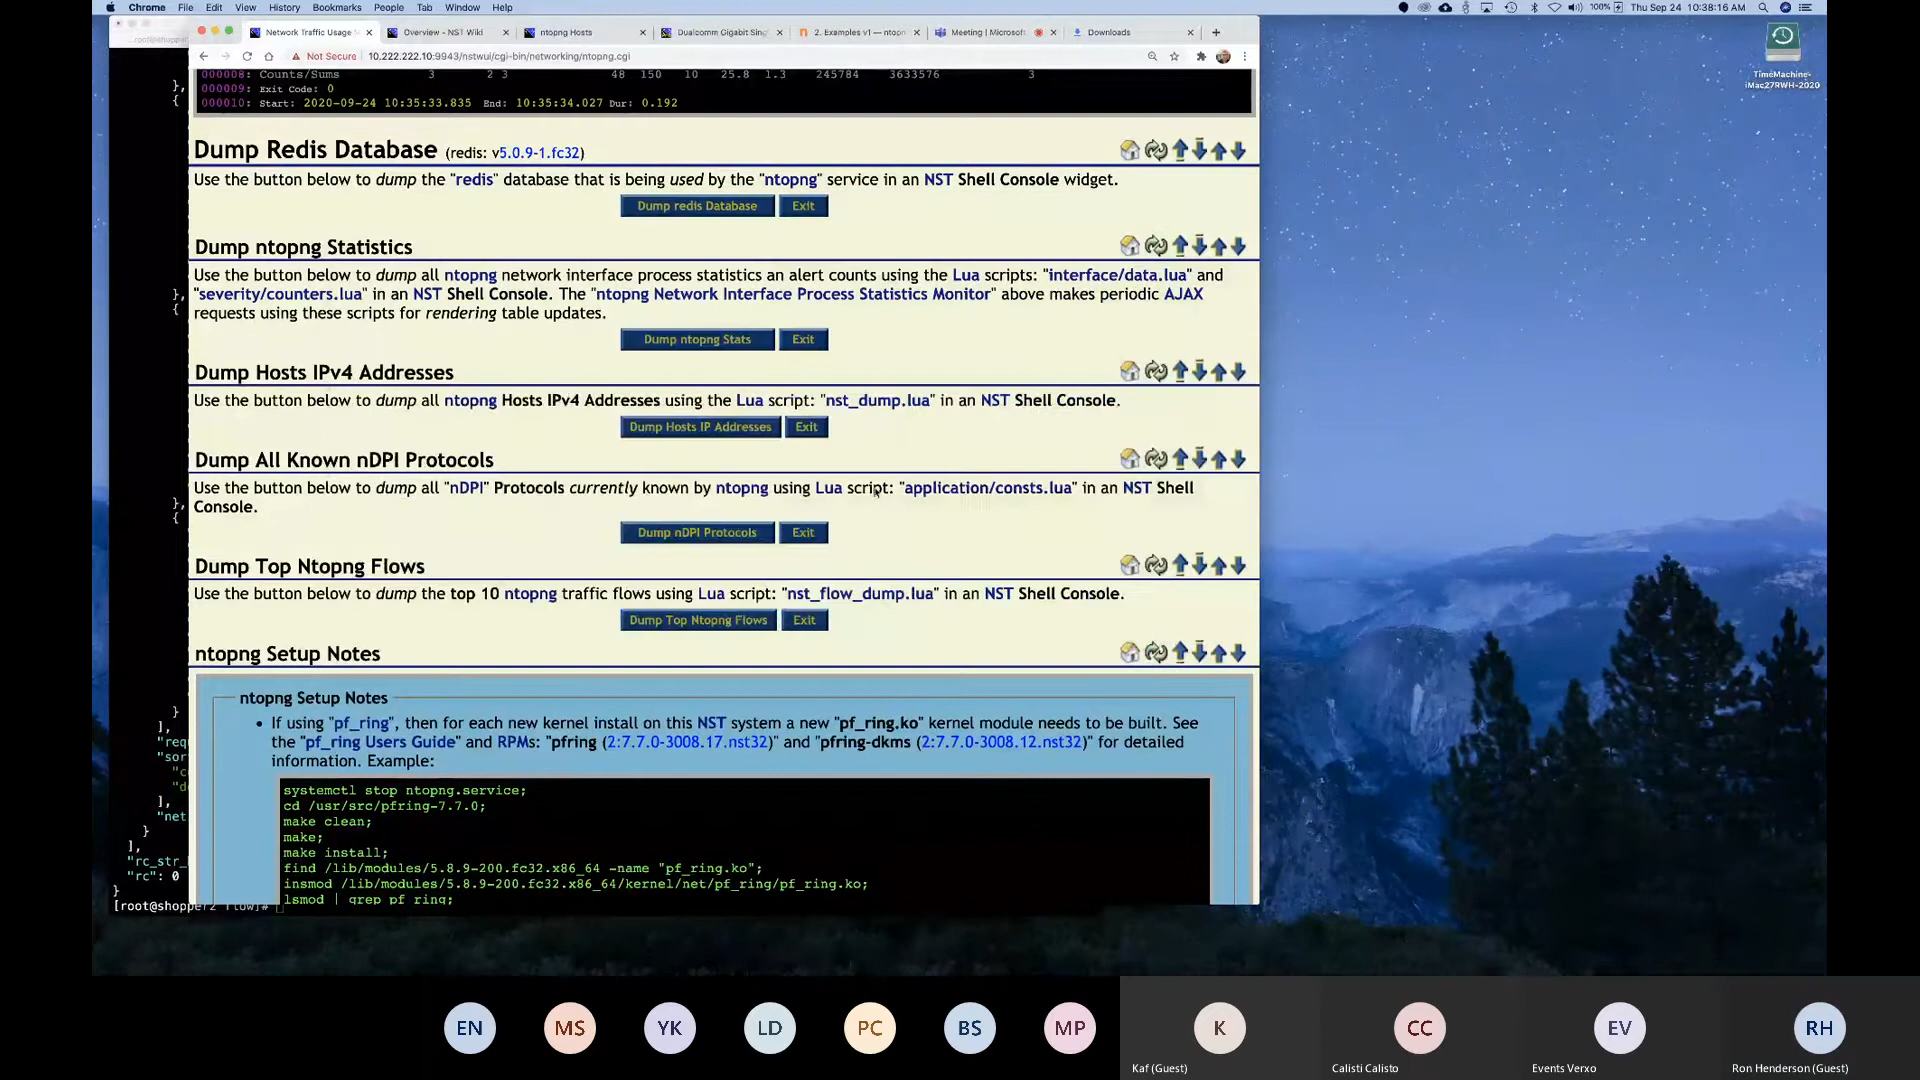 Chrome File Edit View History Bookmarks People Tab Window Help
100% Thu Sep 24 10:38:16 AM
Network Traffic Usage
Overview - NST Wiki
ntopng Hosts
Dualcomm Gigabit Sing
2. Examples v1 — ntopn
Meeting | Microsof
Downloads
Not Secure 10.222.222.10:9943/nstwui/cgi-bin/networking/ntopng.cgi
TimeMachine-
iMac27RWH-2020
000008: Counts/Sums 3 2 3 48 150 10 25.8 1.3 245784 3633576 3
000009: Exit Code: 0
000010: Start: 2020-09-24 10:35:33.835 End: 10:35:34.027 Dur: 0.192
Dump Redis Database (redis: v5.0.9-1.fc32)
Use the button below to dump the "redis" database that is being used by the "ntopng" service in an NST Shell Console widget.
Dump redis Database Exit
Dump ntopng Statistics
Use the button below to dump all ntopng network interface process statistics an alert counts using the Lua scripts: "interface/data.lua" and
"severity/counters.lua" in an NST Shell Console. The "ntopng Network Interface Process Statistics Monitor" above makes periodic AJAX
requests using these scripts for rendering table updates.
Dump ntopng Stats Exit
Dump Hosts IPv4 Addresses
Use the button below to dump all ntopng Hosts IPv4 Addresses using the Lua script: "nst_dump.lua" in an NST Shell Console.
Dump Hosts IP Addresses Exit
Dump All Known nDPI Protocols
Use the button below to dump all "nDPI" Protocols currently known by ntopng using Lua script: "application/consts.lua" in an NST Shell
Console.
Dump nDPI Protocols Exit
Dump Top Ntopng Flows
Use the button below to dump the top 10 ntopng traffic flows using Lua script: "nst_flow_dump.lua" in an NST Shell Console.
Dump Top Ntopng Flows Exit
ntopng Setup Notes
ntopng Setup Notes
• If using "pf_ring", then for each new kernel install on this NST system a new "pf_ring.ko" kernel module needs to be built. See
the "pf_ring Users Guide" and RPMs: "pfring (2:7.7.0-3008.17.nst32)" and "pfring-dkms (2:7.7.0-3008.12.nst32)" for detailed
information. Example:
systemctl stop ntopng.service;
cd /usr/src/pfring-7.7.0;
make clean;
make;
make install;
find /lib/modules/5.8.9-200.fc32.x86_64 -name "pf_ring.ko";
insmod /lib/modules/5.8.9-200.fc32.x86_64/kernel/net/pf_ring/pf_ring.ko;
lsmod | grep pf_ring;
},
{
},
{
},
{
}
],
"req
"sor
"c
"d
],
"net
}
],
"rc_str_
"rc": 0
}
[root@shopper2 flow]#
EN
MS
YK
LD
PC
BS
MP
K
CC
EV
RH
Kaf (Guest)
Calisti Calisto
Events Verxo
Ron Henderson (Guest)